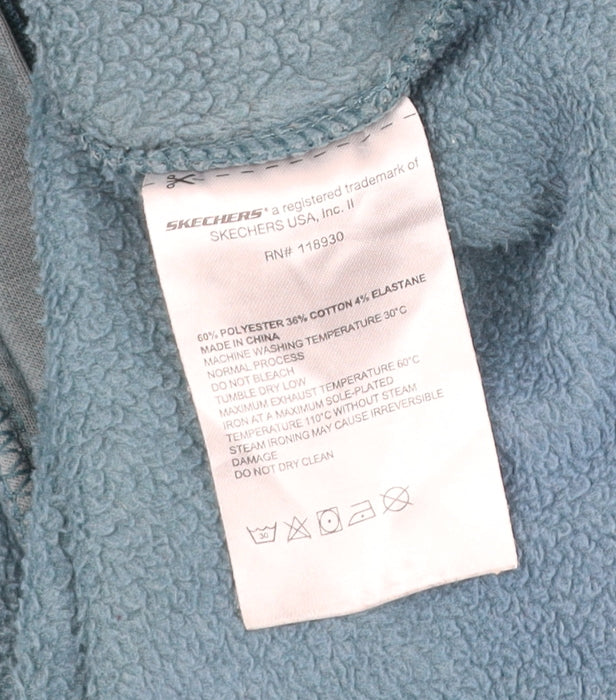 SKECHERS® a registered trademark of
SKECHERS USA, Inc. II
RN# 118930
60% POLYESTER 36% COTTON 4% ELASTANE
MADE IN CHINA
MACHINE WASHING TEMPERATURE 30°C
NORMAL PROCESS
DO NOT BLEACH
TUMBLE DRY LOW
MAXIMUM EXHAUST TEMPERATURE 60°C
IRON AT A MAXIMUM SOLE-PLATED
TEMPERATURE 110°C WITHOUT STEAM
STEAM IRONING MAY CAUSE IRREVERSIBLE
DAMAGE
DO NOT DRY CLEAN
30